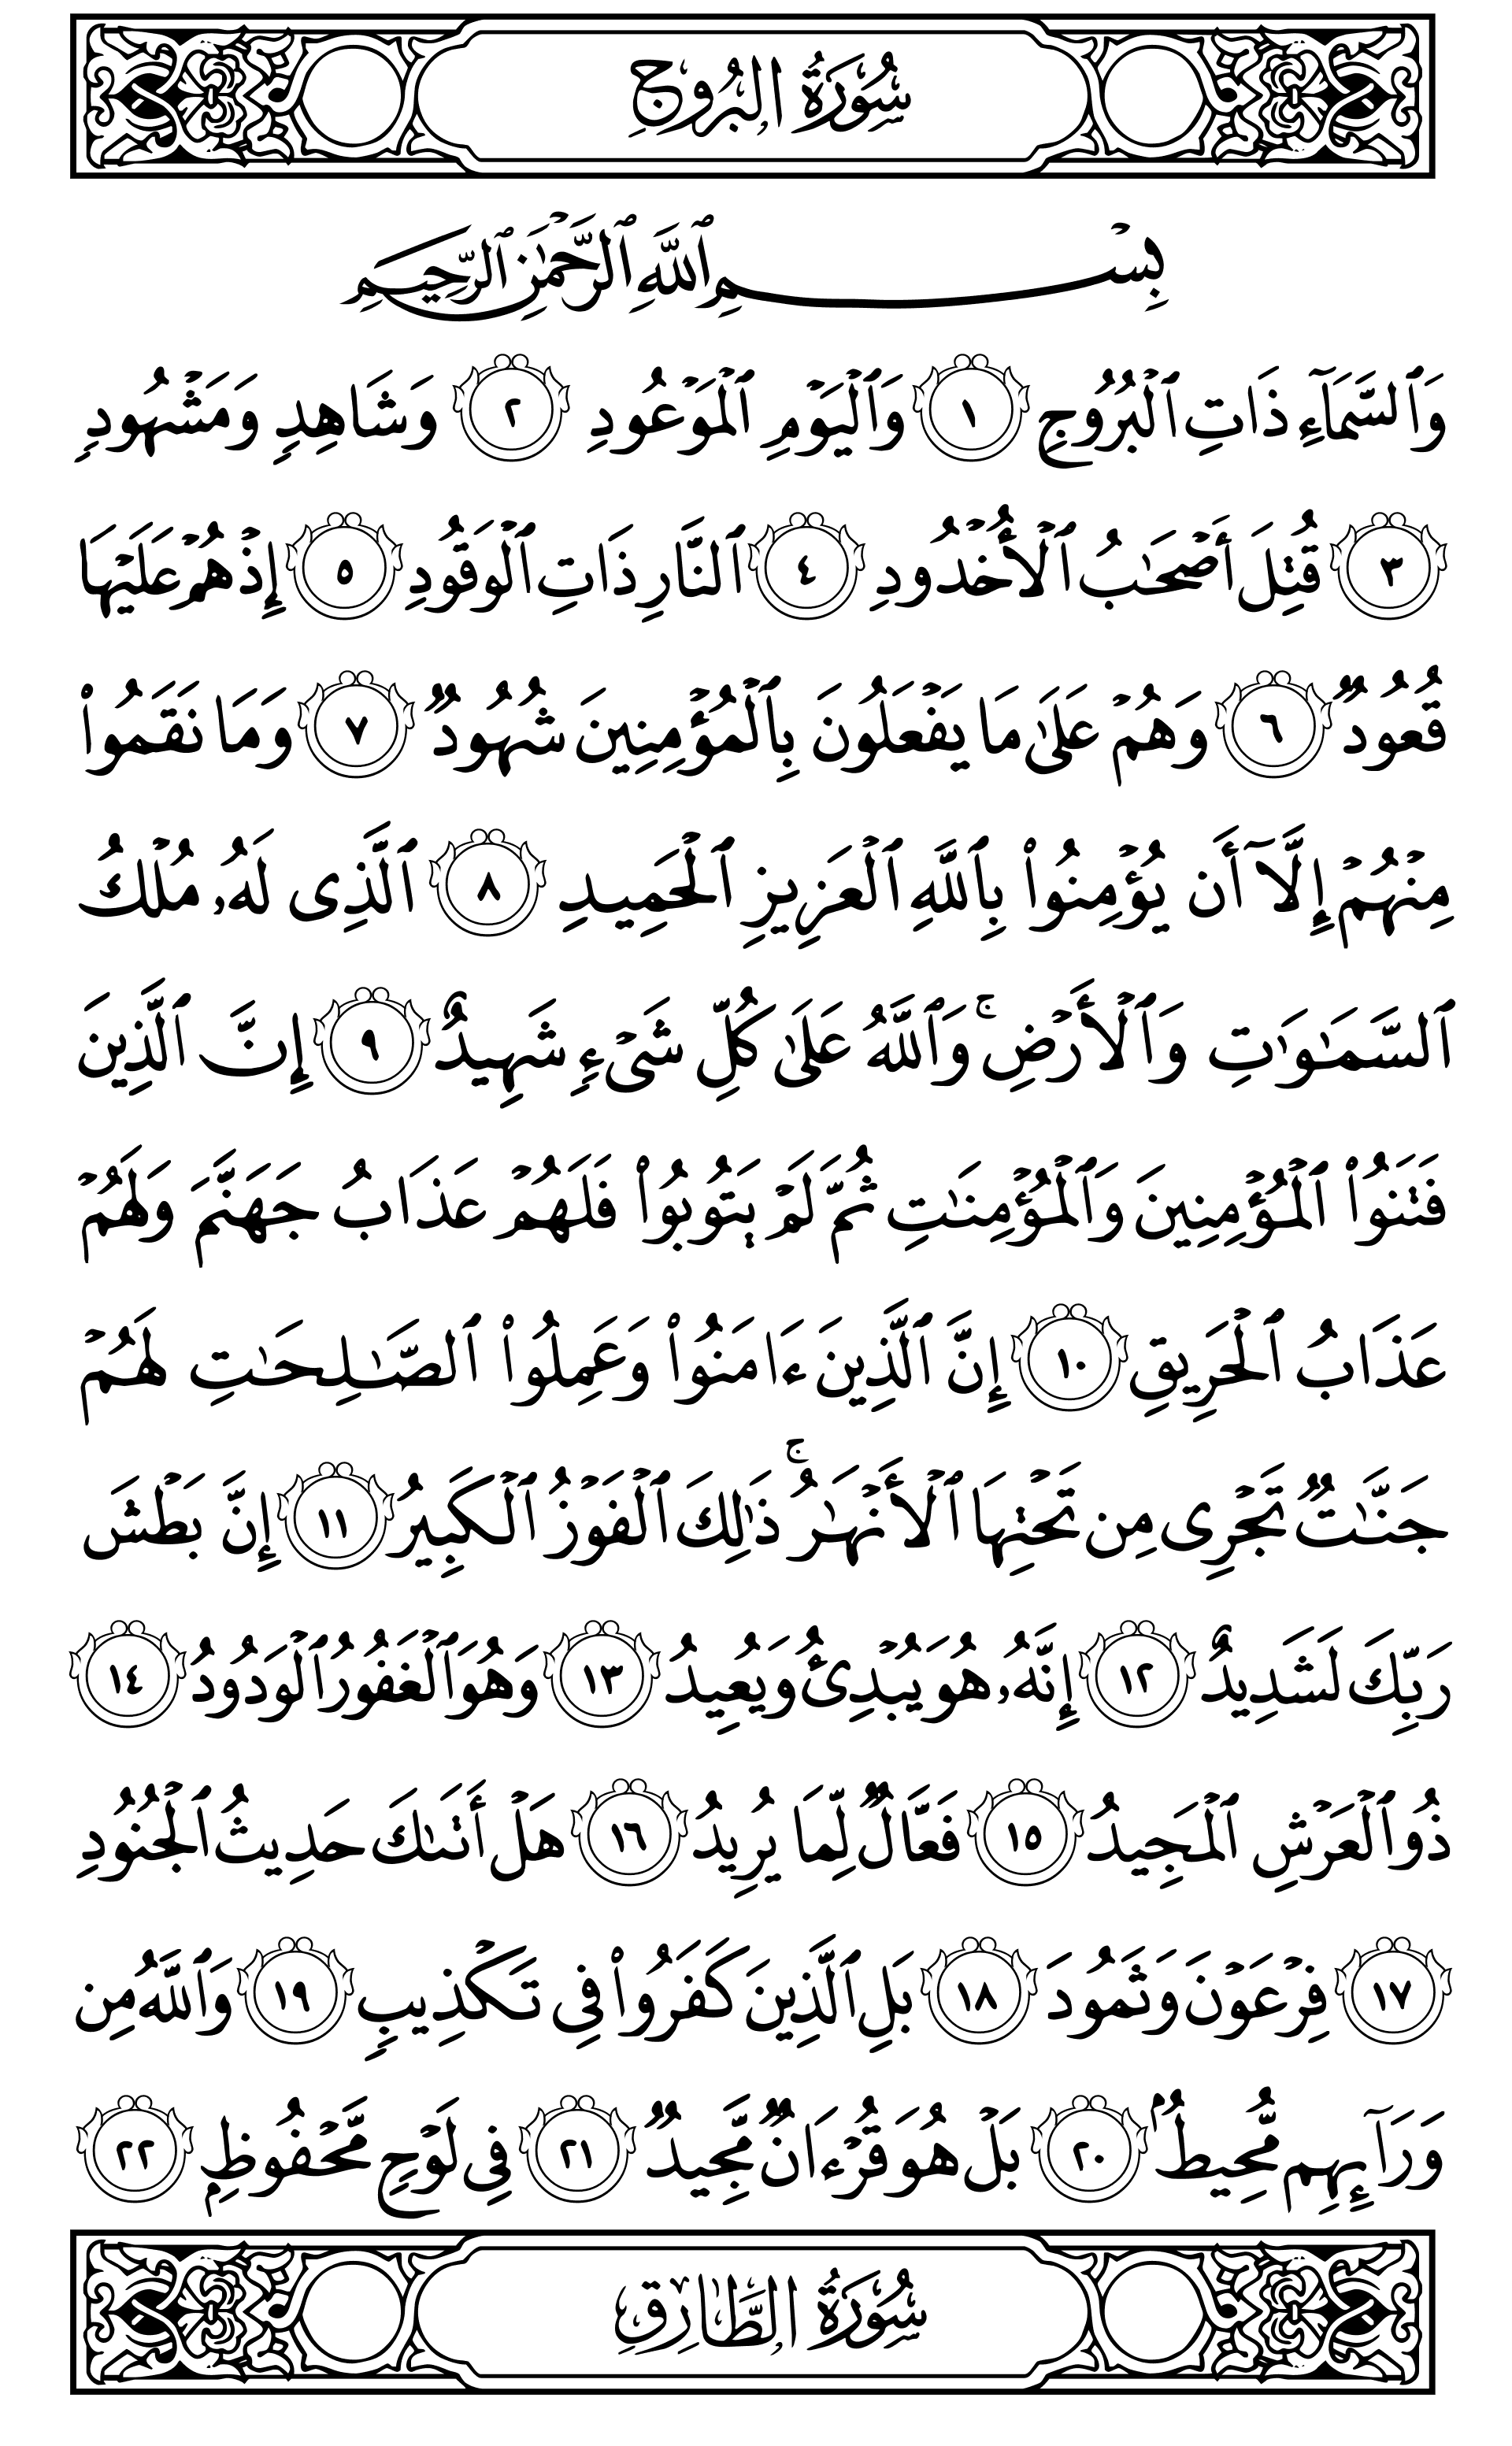 سُورَةُ البُرُوجِ
بِسْمِ ٱللَّهِ ٱلرَّحْمَٰنِ ٱلرَّحِيمِ
وَٱلسَّمَآءِ ذَاتِ ٱلْبُرُوجِ ١ وَٱلْيَوْمِ ٱلْمَوْعُودِ ٢ وَشَاهِدٍ وَمَشْهُودٍ
٣ قُتِلَ أَصْحَٰبُ ٱلْأُخْدُودِ ٤ ٱلنَّارِ ذَاتِ ٱلْوَقُودِ ٥ إِذْ هُمْ عَلَيْهَا
قُعُودٌ ٦ وَهُمْ عَلَىٰ مَا يَفْعَلُونَ بِٱلْمُؤْمِنِينَ شُهُودٌ ٧ وَمَا نَقَمُوا۟
مِنْهُمْ إِلَّآ أَن يُؤْمِنُوا۟ بِٱللَّهِ ٱلْعَزِيزِ ٱلْحَمِيدِ ٨ ٱلَّذِى لَهُۥ مُلْكُ
ٱلسَّمَٰوَٰتِ وَٱلْأَرْضِ ۚ وَٱللَّهُ عَلَىٰ كُلِّ شَىْءٍ شَهِيدٌ ٩ إِنَّ ٱلَّذِينَ
فَتَنُوا۟ ٱلْمُؤْمِنِينَ وَٱلْمُؤْمِنَٰتِ ثُمَّ لَمْ يَتُوبُوا۟ فَلَهُمْ عَذَابُ جَهَنَّمَ وَلَهُمْ
عَذَابُ ٱلْحَرِيقِ ١٠ إِنَّ ٱلَّذِينَ ءَامَنُوا۟ وَعَمِلُوا۟ ٱلصَّٰلِحَٰتِ لَهُمْ
جَنَّٰتٌ تَجْرِى مِن تَحْتِهَا ٱلْأَنْهَٰرُ ۚ ذَٰلِكَ ٱلْفَوْزُ ٱلْكَبِيرُ ١١ إِنَّ بَطْشَ
رَبِّكَ لَشَدِيدٌ ١٢ إِنَّهُۥ هُوَ يُبْدِئُ وَيُعِيدُ ١٣ وَهُوَ ٱلْغَفُورُ ٱلْوَدُودُ ١٤
ذُو ٱلْعَرْشِ ٱلْمَجِيدُ ١٥ فَعَّالٌ لِّمَا يُرِيدُ ١٦ هَلْ أَتَىٰكَ حَدِيثُ ٱلْجُنُودِ
١٧ فِرْعَوْنَ وَثَمُودَ ١٨ بَلِ ٱلَّذِينَ كَفَرُوا۟ فِى تَكْذِيبٍ ١٩ وَٱللَّهُ مِن
وَرَآئِهِم مُّحِيطٌۢ ٢٠ بَلْ هُوَ قُرْءَانٌ مَّجِيدٌ ٢١ فِى لَوْحٍ مَّحْفُوظٍۭ ٢٢
سُورَةُ الطَّارِقِ